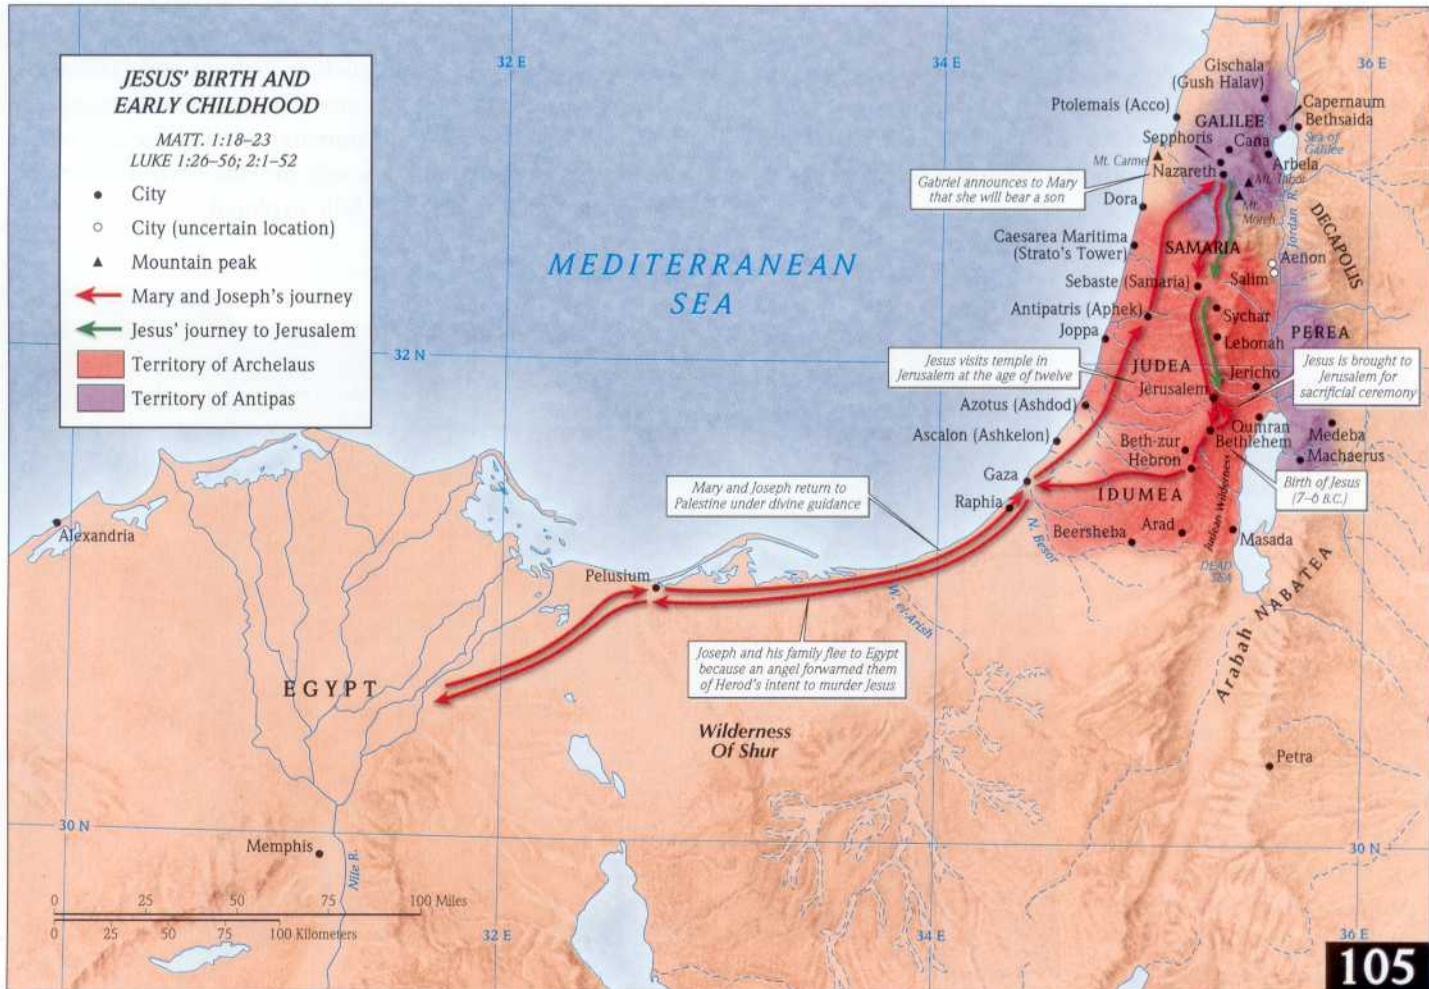 JESUS' BIRTH AND
EARLY CHILDHOOD
MATT. 1:18–23
LUKE 1:26–56; 2:1–52
City
City (uncertain location)
Mountain peak
Mary and Joseph's journey
Jesus' journey to Jerusalem
Territory of Archelaus
Territory of Antipas
32 E
34 E
36 E
Gischala
(Gush Halav)
Ptolemais (Acco)
Capernaum
Bethsaida
GALILEE
Sepphoris
Cana
Sea of
Galilee
Mt. Carmel
Arbela
Nazareth
Mt. Tabor
Gabriel announces to Mary
that she will bear a son
Mt.
Moreh
Jordan R.
DECAPOLIS
Dora
Caesarea Maritima
(Strato's Tower)
SAMARIA
Aenon
Salim
MEDITERRANEAN
SEA
Sebaste (Samaria)
Antipatris (Aphek)
Sychar
Joppa
PEREA
Lebonah
32 N
Jesus visits temple in
Jerusalem at the age of twelve
JUDEA
Jericho
Jesus is brought to
Jerusalem for
sacrificial ceremony
Jerusalem
Azotus (Ashdod)
Qumran
Bethlehem
Medeba
Ascalon (Ashkelon)
Beth-zur
Hebron
Machaerus
Gaza
Birth of Jesus
(7–6 B.C.)
Mary and Joseph return to
Palestine under divine guidance
Raphia
IDUMEA
Judean Wilderness
N. Besor
Beersheba
Arad
Masada
Alexandria
DEAD
SEA
Pelusium
W. el-Arish
NABATEA
Arabah
Joseph and his family flee to Egypt
because an angel forwarned them
of Herod's intent to murder Jesus
EGYPT
Wilderness
Of Shur
Petra
30 N
30 N
Memphis
Nile R.
0 25 50 75 100 Miles
0 25 50 75 100 Kilometers
32 E
34 E
36 E
105